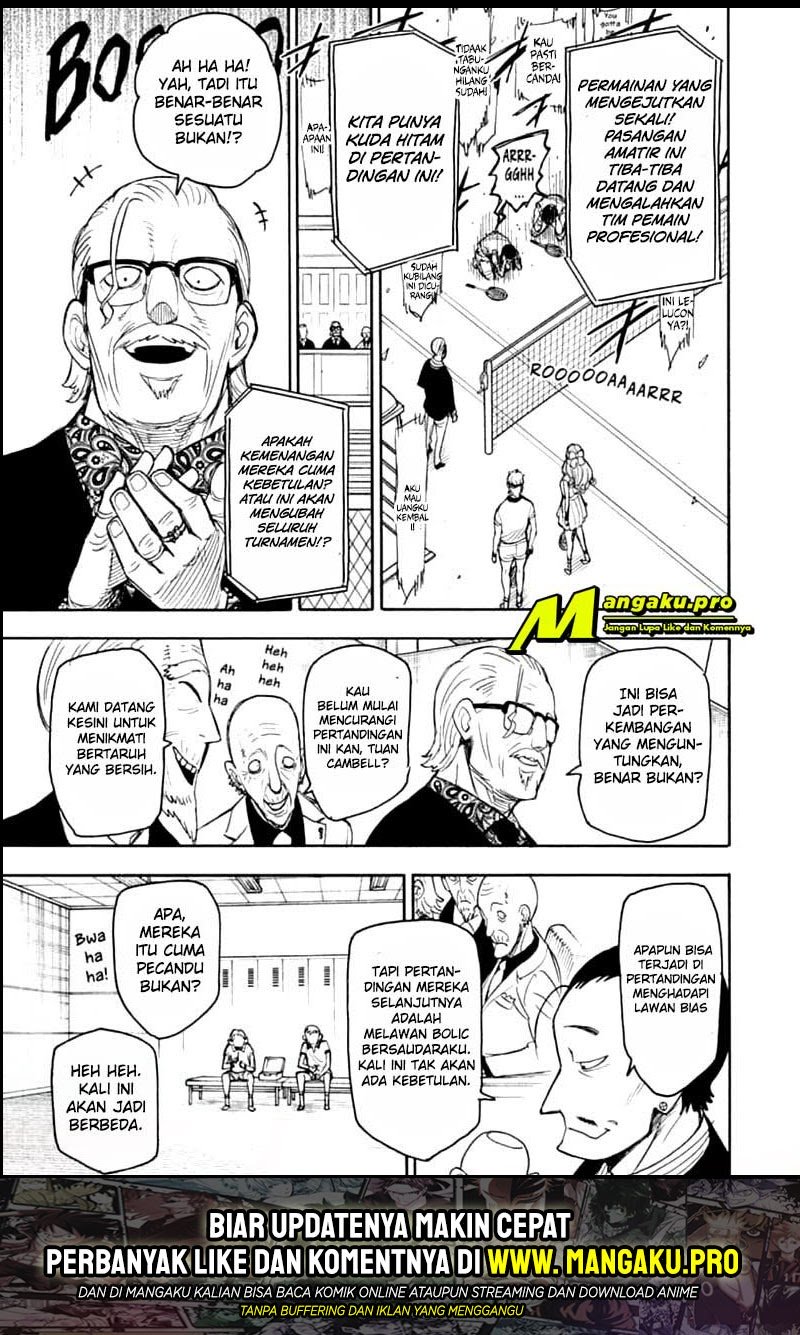 You
gotta
be
PERMAINAN YANG
MENGEJUTKAN
SEKALI!
PASANGAN
AMATIR INI
TIBA-TIBA
DATANG DAN
MENGALAHKAN
TIM PEMAIN
PROFESIONAL!
KAU
PASTI
BER-
CANDA!
TIDAAK
TABU-
NGANKU
HILANG
SUDAH!
ARRR-
GGHH
...
KITA PUNYA
KUDA HITAM
DI PERTAN-
DINGAN INI!
APA-
APAAN
INI!
SUDAH
KUBILANG
INI DICU-
RANGI!
INI LE-
LUCON
YA?!
ROOOOOAAAARRR
AKU
MAU
UANGKU
KEMBAL
I!
AH HA HA!
YAH, TADI ITU
BENAR-BENAR
SESUATU
BUKAN!?
APAKAH
KEMENANGAN
MEREKA CUMA
KEBETULAN?
ATAU INI AKAN
MENGUBAH
SELURUH
TURNAMEN!?
Mangaku.pro
Jangan Lupa Like dan Komennya
INI BISA
JADI PER-
KEMBANGAN
YANG MENGUN-
TUNGKAN,
BENAR BUKAN?
KAU
BELUM MULAI
MENCURANGI
PERTANDINGAN
INI KAN, TUAN
CAMBELL?
Heh
heh
heh
Ah
ha
ha
KAMI DATANG
KESINI UNTUK
MENIKMATI
BERTARUH
YANG BERSIH.
APAPUN BISA
TERJADI DI
PERTANDINGAN
MENGHADAPI
LAWAN BIAS
TAPI PERTAN-
DINGAN MEREKA
SELANJUTNYA
ADALAH
MELAWAN BOLIC
BERSAUDARAKU.
KALI INI TAK AKAN
ADA KEBETULAN.
APA,
MEREKA
ITU CUMA
PECANDU
BUKAN?
Bwa
ha
ha!
HEH HEH.
KALI INI
AKAN JADI
BERBEDA.
BIAR UPDATENYA MAKIN CEPAT
PERBANYAK LIKE DAN KOMENTNYA DI WWW. MANGAKU.PRO
DAN DI MANGAKU KALIAN BISA BACA KOMIK ONLINE ATAUPUN STREAMING DAN DOWNLOAD ANIME
TANPA BUFFERING DAN IKLAN YANG MENGGANGU